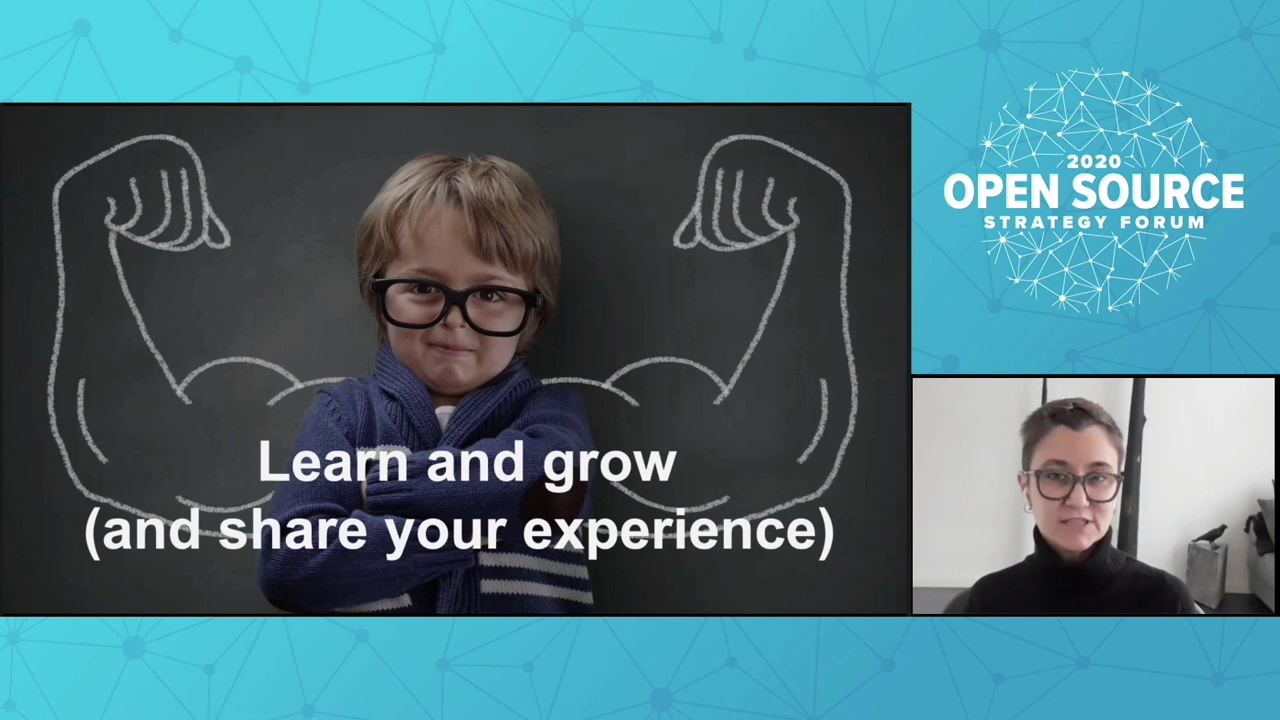 Learn and grow
(and share your experience)
2020
OPEN SOURCE
STRATEGY FORUM